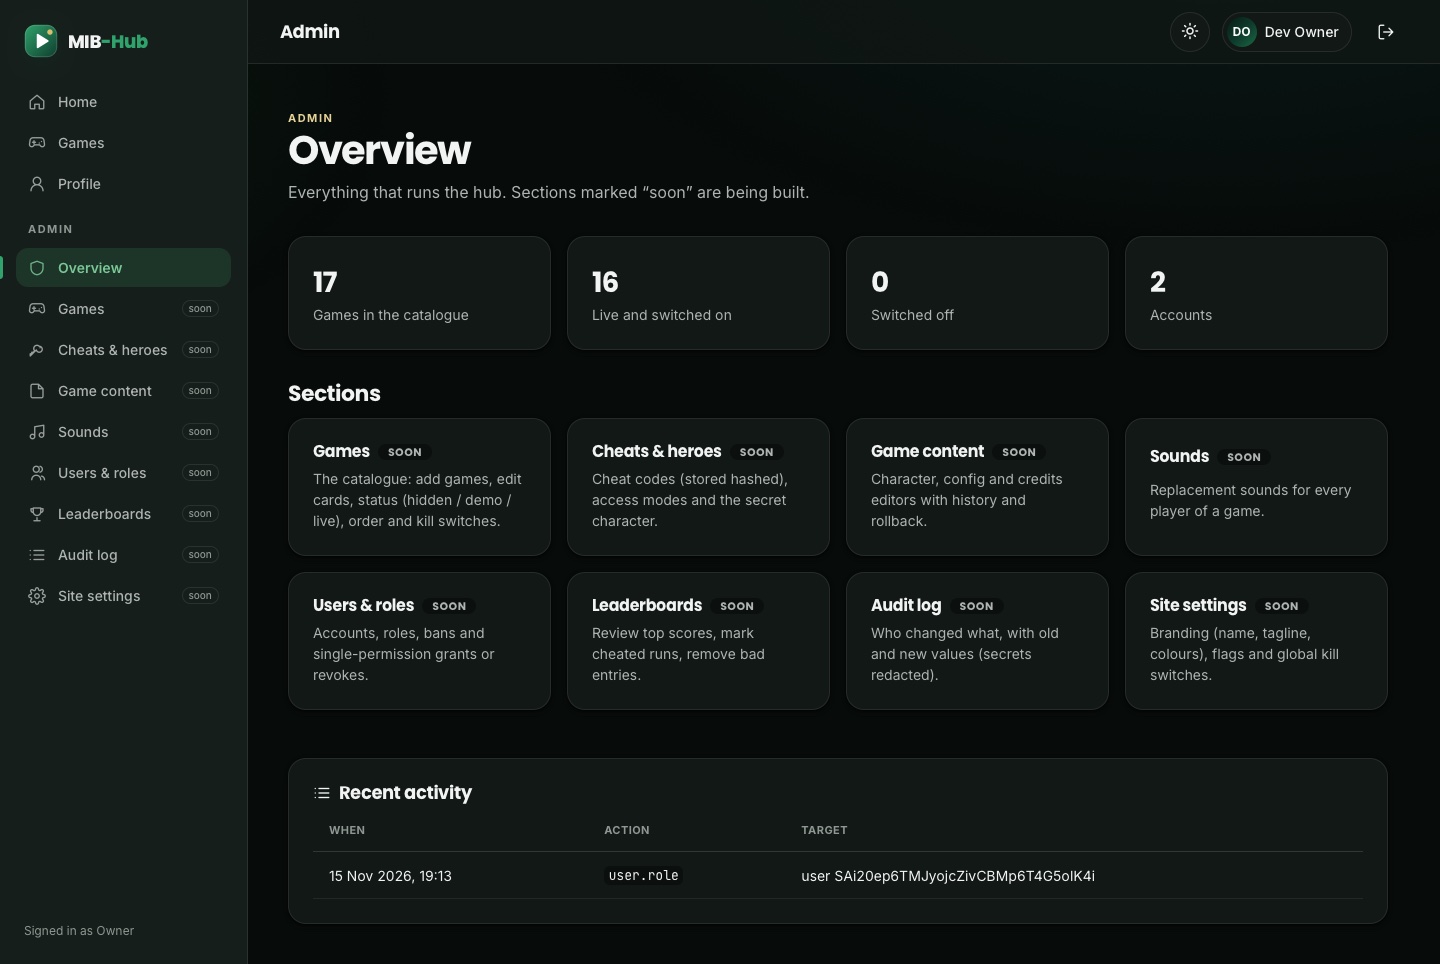 MIB-Hub
Home
Games
Profile
ADMIN
Overview
Games soon
Cheats & heroes soon
Game content soon
Sounds soon
Users & roles soon
Leaderboards soon
Audit log soon
Site settings soon
Signed in as Owner
Admin
DO Dev Owner
ADMIN
Overview
Everything that runs the hub. Sections marked “soon” are being built.
17
Games in the catalogue
16
Live and switched on
0
Switched off
2
Accounts
Sections
Games SOON
The catalogue: add games, edit
cards, status (hidden / demo /
live), order and kill switches.
Cheats & heroes SOON
Cheat codes (stored hashed),
access modes and the secret
character.
Game content SOON
Character, config and credits
editors with history and
rollback.
Sounds SOON
Replacement sounds for every
player of a game.
Users & roles SOON
Accounts, roles, bans and
single-permission grants or
revokes.
Leaderboards SOON
Review top scores, mark
cheated runs, remove bad
entries.
Audit log SOON
Who changed what, with old
and new values (secrets
redacted).
Site settings SOON
Branding (name, tagline,
colours), flags and global kill
switches.
Recent activity
WHEN ACTION TARGET
15 Nov 2026, 19:13 user.role user SAi20ep6TMJyojcZivCBMp6T4G5olK4i